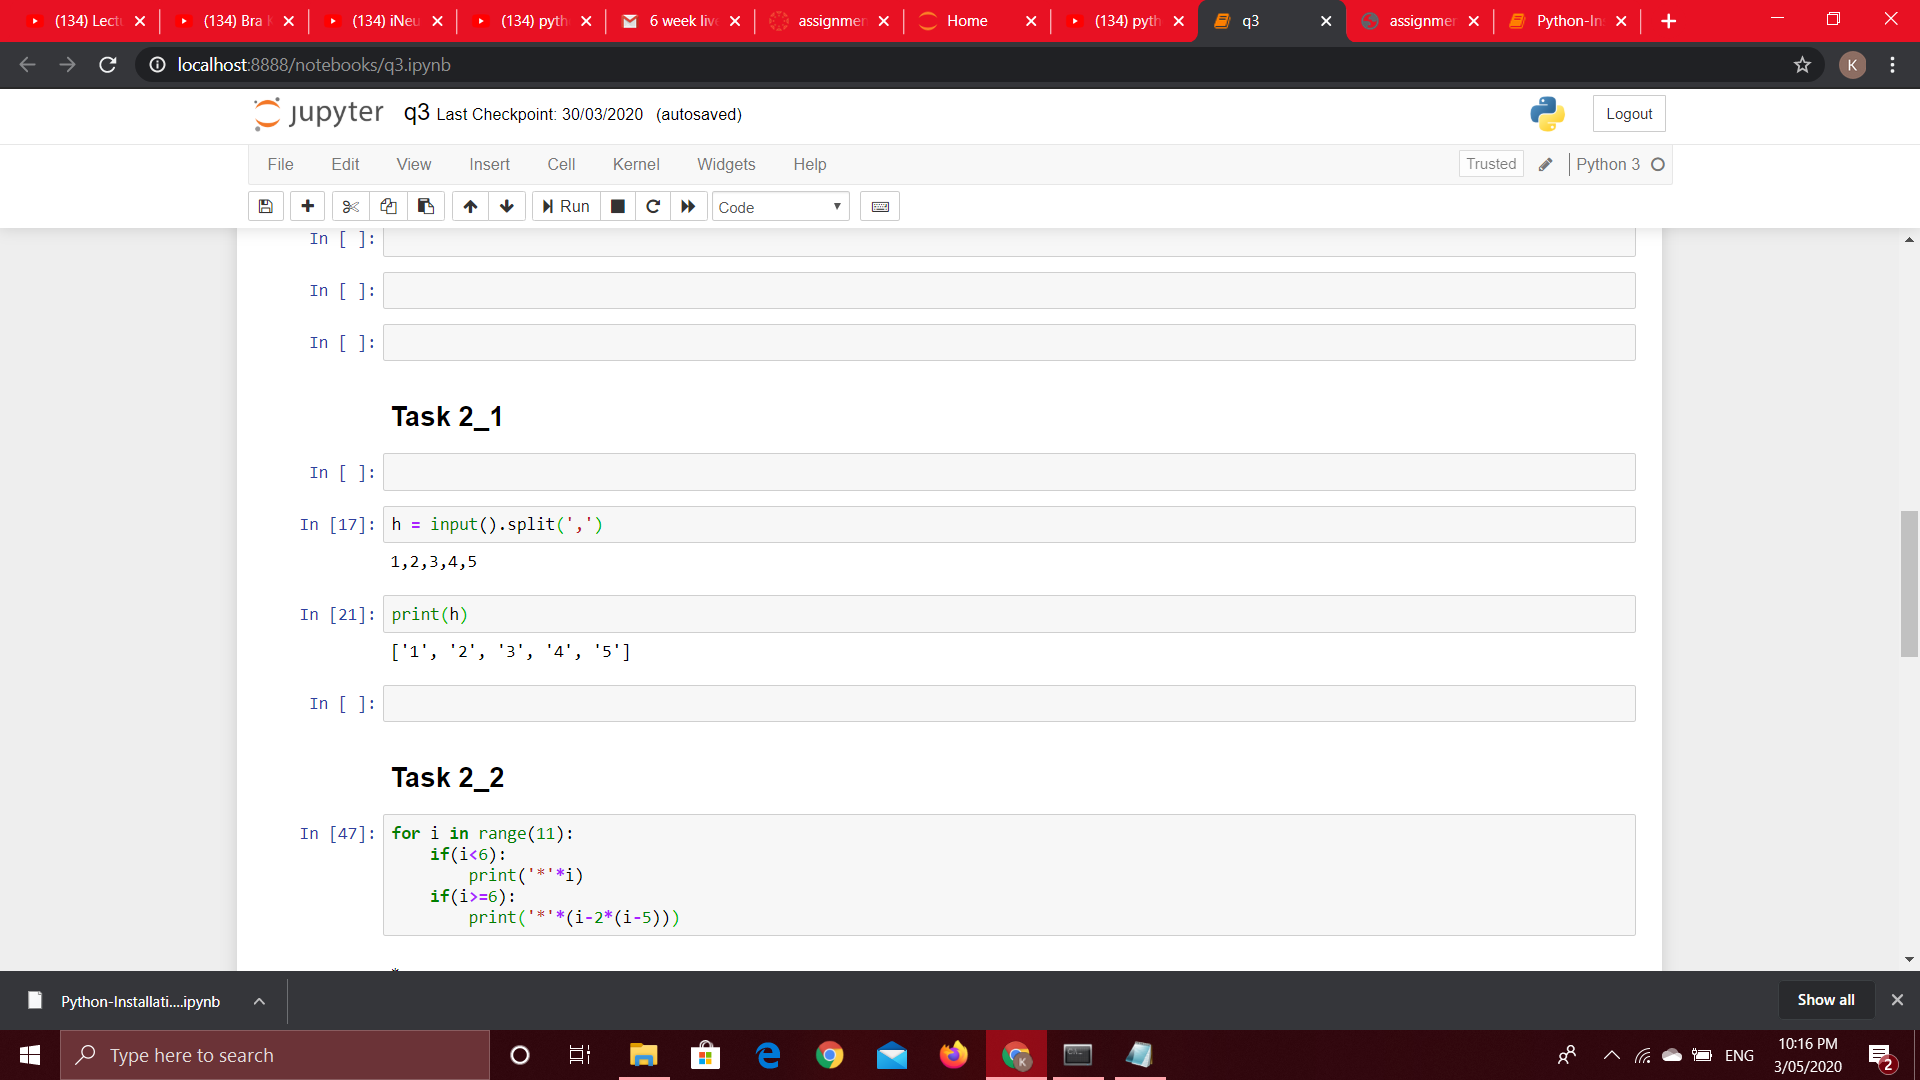 (134) Lect
(134) Bra
(134) iNeu
(134) pyth
6 week live
assignmen
Home
(134) pyth
q3
assignmen
Python-In
localhost:8888/notebooks/q3.ipynb
K
jupyter q3 Last Checkpoint: 30/03/2020 (autosaved)
Logout
File Edit View Insert Cell Kernel Widgets Help
Trusted
Python 3
Run
Code
In [ ]:
In [ ]:
In [ ]:
Task 2_1
In [ ]:
In [17]: h = input().split(',')
1,2,3,4,5
In [21]: print(h)
['1', '2', '3', '4', '5']
In [ ]:
Task 2_2
In [47]: for i in range(11):
    if(i<6):
        print('*'*i)
    if(i>=6):
        print('*'*(i-2*(i-5)))
*
Python-Installati....ipynb
Show all
Type here to search
K
ENG
10:16 PM
3/05/2020
2